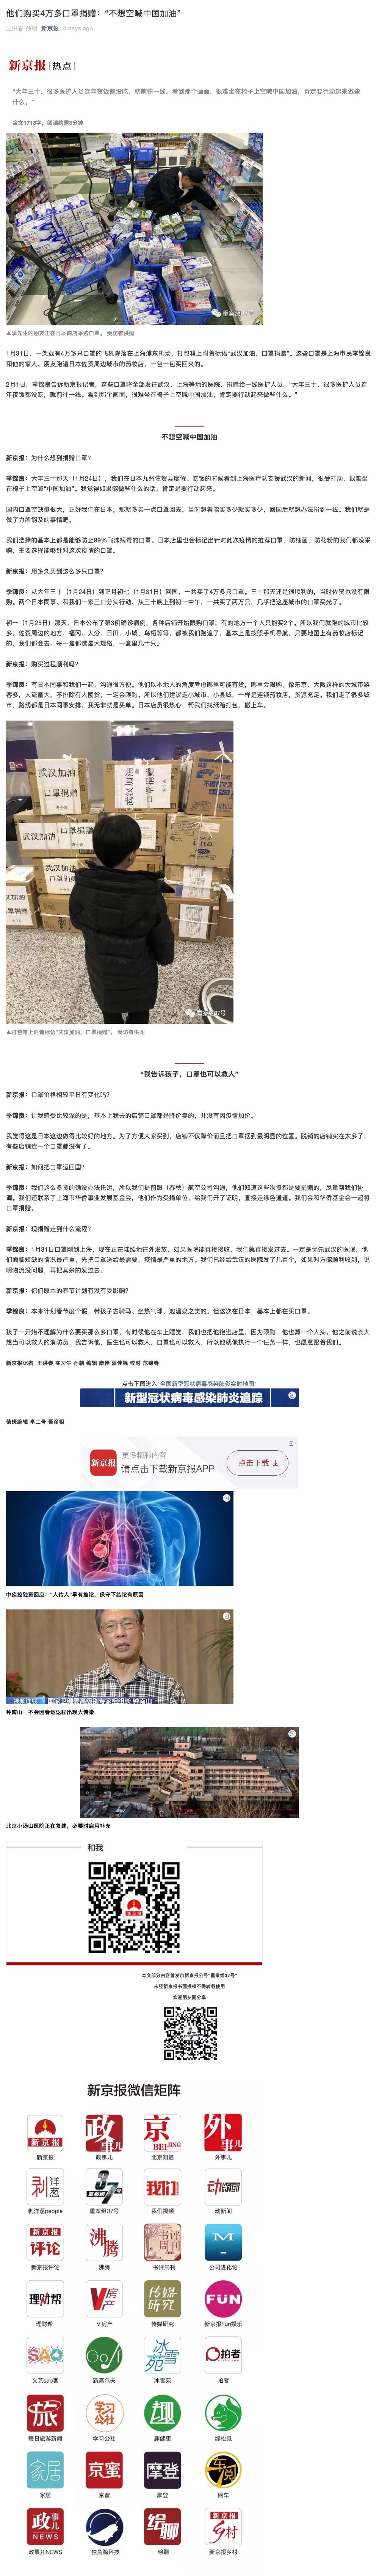 他们购买4万多口罩捐赠：“不想空喊中国加油”
王洪春 孙朝 新京报 4 days ago
新京报 | 热点 |
“大年三十，很多医护人员连年夜饭都没吃，就前往一线。看到那个画面，很难坐在椅子上空喊中国加油，肯定要行动起来做些
什么。”
全文1713字，阅读约需3分钟
▲季先生的朋友正在日本商店采购口罩。 受访者供图
1月31日，一架载有4万多只口罩的飞机降落在上海浦东机场，打包箱上附着标语“武汉加油，口罩捐赠”。这些口罩是上海市民季锦良
和他的家人、朋友跑遍日本佐贺周边城市的药妆店，一包一包买回来的。
2月1日，季锦良告诉新京报记者，这些口罩将全部发往武汉、上海等地的医院，捐赠给一线医护人员。“大年三十，很多医护人员连
年夜饭都没吃，就前往一线。看到那个画面，很难坐在椅子上空喊中国加油，肯定要行动起来做些什么。”
不想空喊中国加油
新京报：为什么想到捐赠口罩？
季锦良：大年三十那天（1月24日），我们在日本九州佐贺县度假。吃饭的时候看到上海医疗队支援武汉的新闻，很受打动，很难坐
在椅子上空喊“中国加油”。我觉得如果能做些什么的话，肯定是要行动起来。
国内口罩空缺量很大，正好我们在日本，那就多买一点口罩回去。当时想着能买多少就买多少，回国后就想办法捐到一线。我们就是
做了力所能及的事情吧。
我们选择的基本上都是能够防止99%飞沫病毒的口罩。日本店里也会标记出针对此次疫情的推荐口罩，防细菌、防花粉的我们都没采
购，主要选择能够针对这次疫情的口罩。
新京报：用多久买到这么多只口罩？
季锦良：从大年三十（1月24日）到正月初七（1月31日）回国，一共买了4万多只口罩。三十那天还是很顺利的，当时佐贺也没有限
购。两个日本同事、和我们一家三口分头行动，从三十晚上到初一中午，一共买了两万只，几乎把这座城市的口罩买光了。
初一（1月25日）那天，日本公布了第3例确诊病例，各种店铺开始限购口罩，有的地方一个人只能买2个。所以我们就跑的城市比较
多，佐贺周边的地方，福冈、大分、日田、小城、鸟栖等等，都被我们跑遍了，基本上是按照手机导航，只要地图上有药妆店标记
的，我们都会去。每一盒都选最大规格，一盒里几十只。
新京报：购买过程顺利吗？
季锦良：有日本同事和我们一起，沟通很方便。他们以本地人的角度考虑哪里可能有货，哪里会限购。像东京、大阪这样的大城市游
客多，人流量大，不排除有人囤货，一定会限购。所以他们建议走小城市、小县城，一样是连锁药妆店，货源充足。我们走了很多城
市，路线都是日本同事安排，我无非就是买单。日本店员很热心，帮我们找纸箱打包，搬上车。
武汉加油
口罩捐赠
▲打包箱上附着标语“武汉加油，口罩捐赠”。 受访者供图
“我告诉孩子，口罩也可以救人”
新京报：口罩价格相较平日有变化吗？
季锦良：让我感受比较深的是，基本上我去的店铺口罩都是降价卖的，并没有因疫情加价。
我觉得这是日本这边做得比较好的地方。为了方便大家买到，店铺不仅降价而且把口罩摆到最明显的位置。脱销的店铺实在太多了，
有些店铺连一个口罩都没有了。
新京报：如何把口罩运回国？
季锦良：我们这么多货的确没办法托运，所以我们提前跟（春秋）航空公司沟通，他们知道这些物资都是要捐赠的，尽量帮我们协
调。我们还联系了上海市华侨事业发展基金会，他们作为受捐单位，给我们开了证明，直接走绿色通道。我们会和华侨基金会一起将
口罩捐赠。
新京报：现捐赠走到什么流程？
季锦良：1月31日口罩刚到上海，现在正在陆续地往外发放，如果医院能直接接收，我们就直接发过去。一定是优先武汉的医院，他
们面临短缺的情况最严重，先把口罩送给最需要、疫情最严重的地方。我们已经给武汉的医院发了几百个，如果对方能顺利收到，说
明物流没问题，再把其余的发过去。
新京报：你们原本的春节计划有没有受影响？
季锦良：本来计划春节度个假，带孩子去骑马、坐热气球、泡温泉之类的。但这次在日本，基本上都在买口罩。
孩子一开始不理解为什么要买那么多口罩，有时候他在车上睡觉，我们也把他抱进店里，因为限购，他也算一个人头。他之前说长大
想当可以救人的消防员，我告诉他，医生也可以救人，口罩也可以救人，所以他就像执行一个任务一样，也愿意跟着我们。
新京报记者 王洪春 实习生 孙朝 编辑 康佳 潘佳锟 校对 范锦春
点击下图进入“全国新型冠状病毒感染肺炎实时地图”
新型冠状病毒感染肺炎追踪
值班编辑 李二号 吾彦祖
新京报 更多精彩内容
请点击下载新京报APP 点击下载
中疾控独家回应：“人传人”早有推论，保守下结论有原因
视频连线 国家卫健委高级别专家组组长 钟南山
钟南山：不会因春运返程出现大传染
北京小汤山医院正在复建，必要时启用补充
和我
本文部分内容首发自新京报公号“重案组37号”
未经新京报书面授权不得转载使用
欢迎朋友圈分享
新京报微信矩阵
新京报 政事儿 北京知道 外事儿
剥洋葱people 重案组37号 我们视频 动新闻
新京报评论 沸腾 书评周刊 公司进化论
理财帮 V房产 传媒研究 新京报Fun娱乐
文艺sao客 新高尔夫 冰雪苑 拍者
每日旅游新闻 学习公社 趣健康 绿松鼠
家居 京蜜 摩登 阅车
政事儿NEWS 独角鲸科技 给聊 新京报乡村